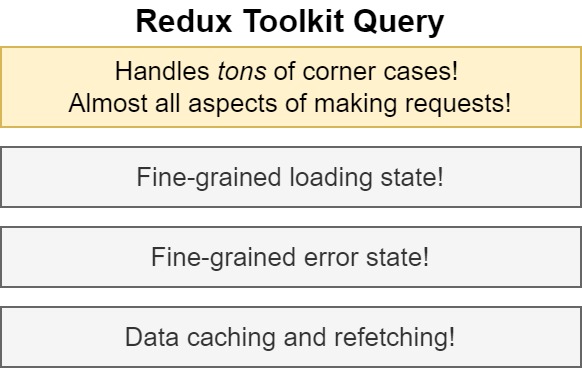 Redux Toolkit Query
Handles tons of corner cases!
Almost all aspects of making requests!
Fine-grained loading state!
Fine-grained error state!
Data caching and refetching!